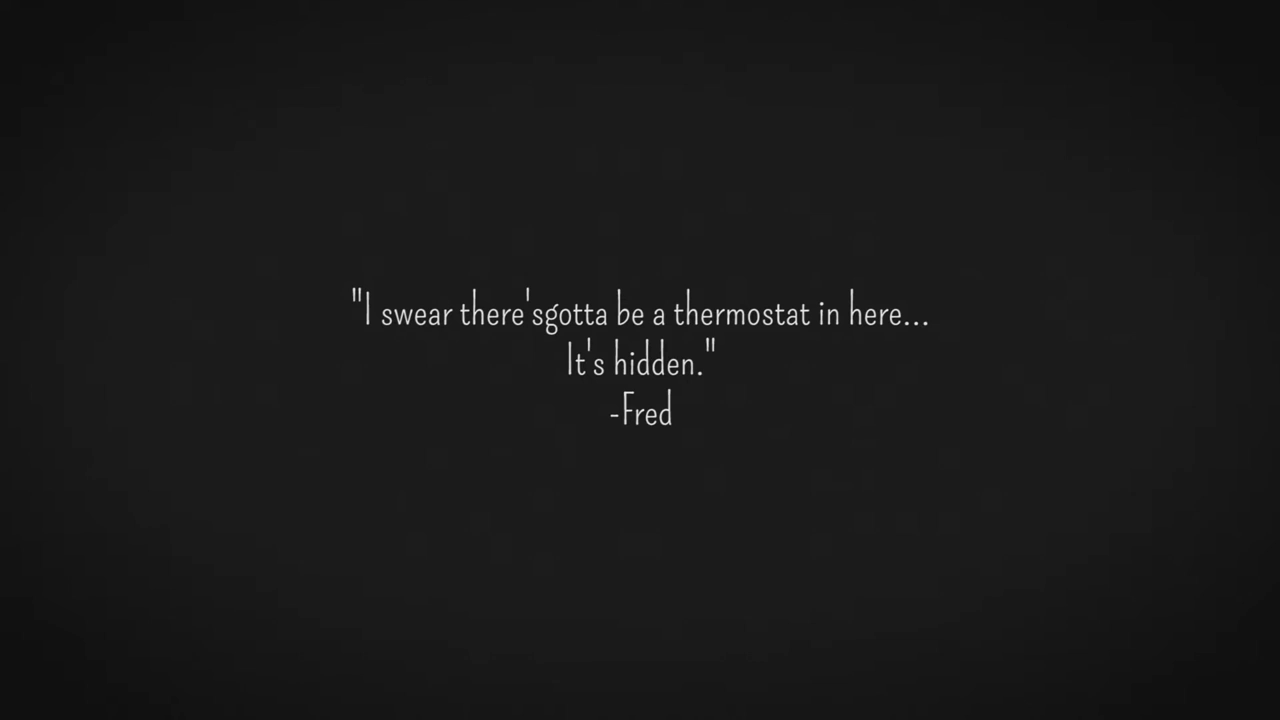 "I swear there'sgotta be a thermostat in here...
It's hidden."
-Fred